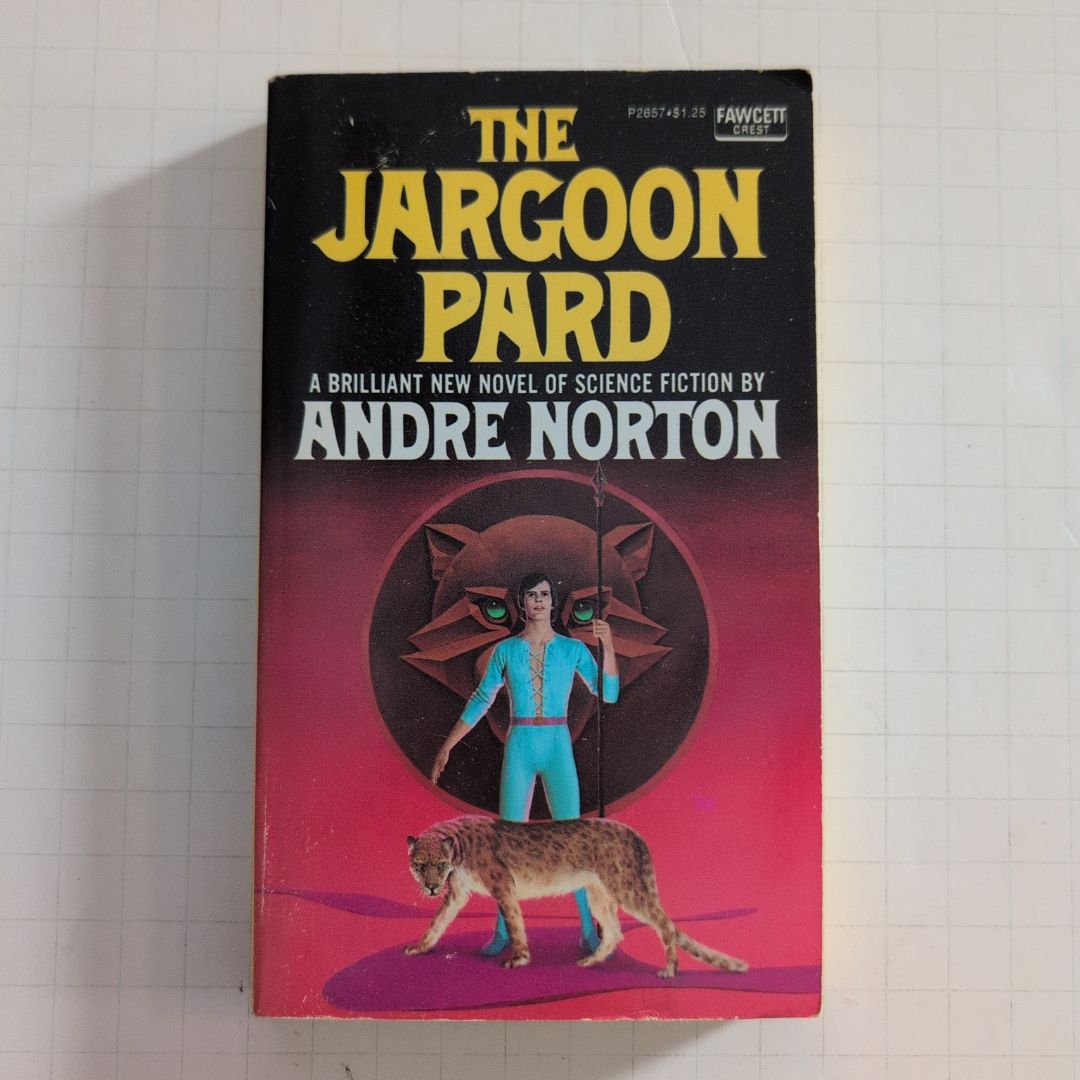 THE
P2657•$1.25
FAWCETT
CREST
JARGOON
PARD
A BRILLIANT NEW NOVEL OF SCIENCE FICTION BY
ANDRE NORTON